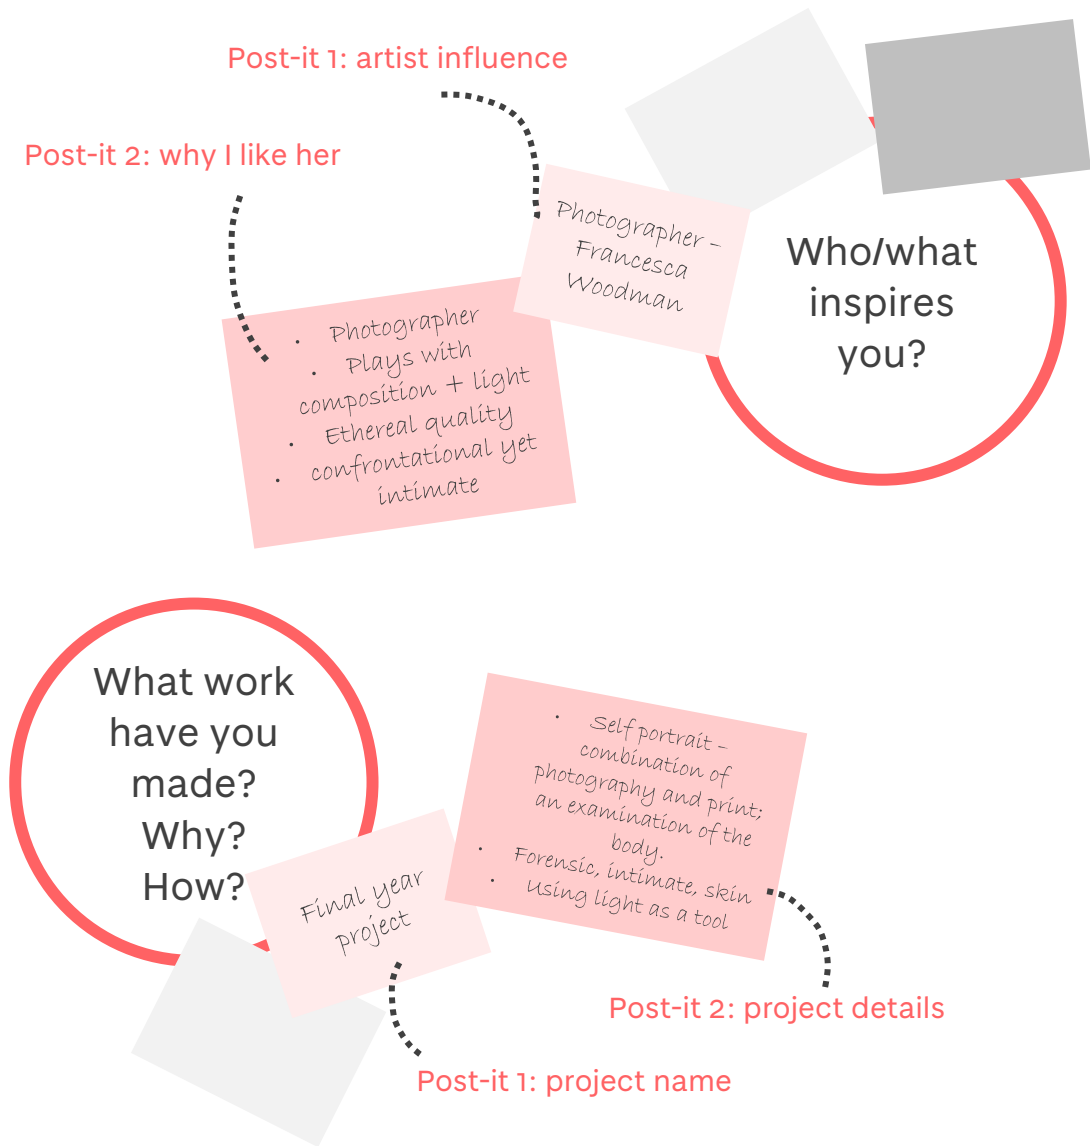 Post-it 1: artist influence
Post-it 2: why I like her
Photographer –
Francesca
Woodman
Who/what
inspires
you?
• Photographer
• Plays with
composition + light
• Ethereal quality
• confrontational yet
intimate
What work
have you
made?
Why?
How?
• Self portrait –
combination of
photography and print;
an examination of the
body.
• Forensic, intimate, skin
• Using light as a tool
Final year
project
Post-it 2: project details
Post-it 1: project name